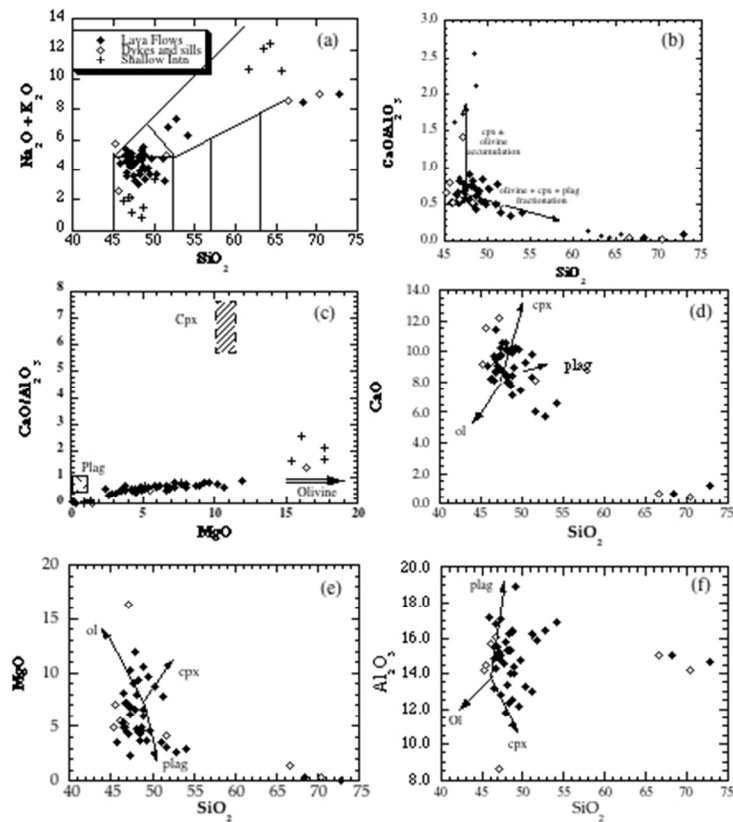 14
12
10
8
6
4
2
0
Na₂O + K₂O
◆ Lava Flows
◇ Dykes and sills
+ Shallow Intn
(a)
40 45 50 55 60 65 70 75
SiO₂
3.0
2.5
2.0
1.5
1.0
0.5
0.0
CaO/Al₂O₃
(b)
cpx ±
olivine
accumulation
olivine + cpx + plag
fractionation
45 50 55 60 65 70 75
SiO₂
8
7
6
5
4
3
2
1
0
CaO/Al₂O₃
(c)
Cpx
Plag
Olivine
0 5 10 15 20
MgO
14.0
12.0
10.0
8.0
6.0
4.0
2.0
0.0
CaO
(d)
cpx
plag
ol
40 45 50 55 60 65 70 75
SiO₂
20
15
10
5
0
MgO
(e)
ol
cpx
plag
40 45 50 55 60 65 70 75
SiO₂
20.0
18.0
16.0
14.0
12.0
10.0
8.0
Al₂O₃
(f)
plag
Ol
cpx
40 45 50 55 60 65 70 75
SiO₂